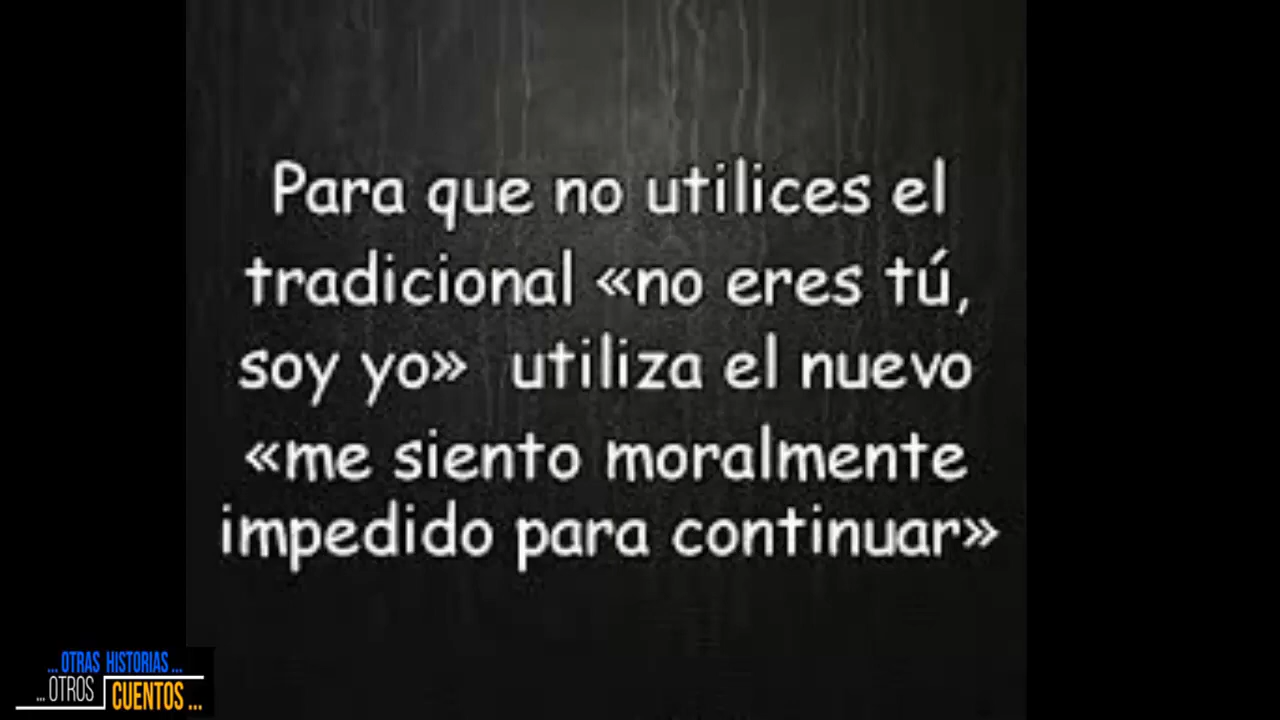 Para que no utilices el
tradicional «no eres tú,
soy yo» utiliza el nuevo
«me siento moralmente
impedido para continuar»
... OTRAS HISTORIAS ...
... OTROS CUENTOS ...